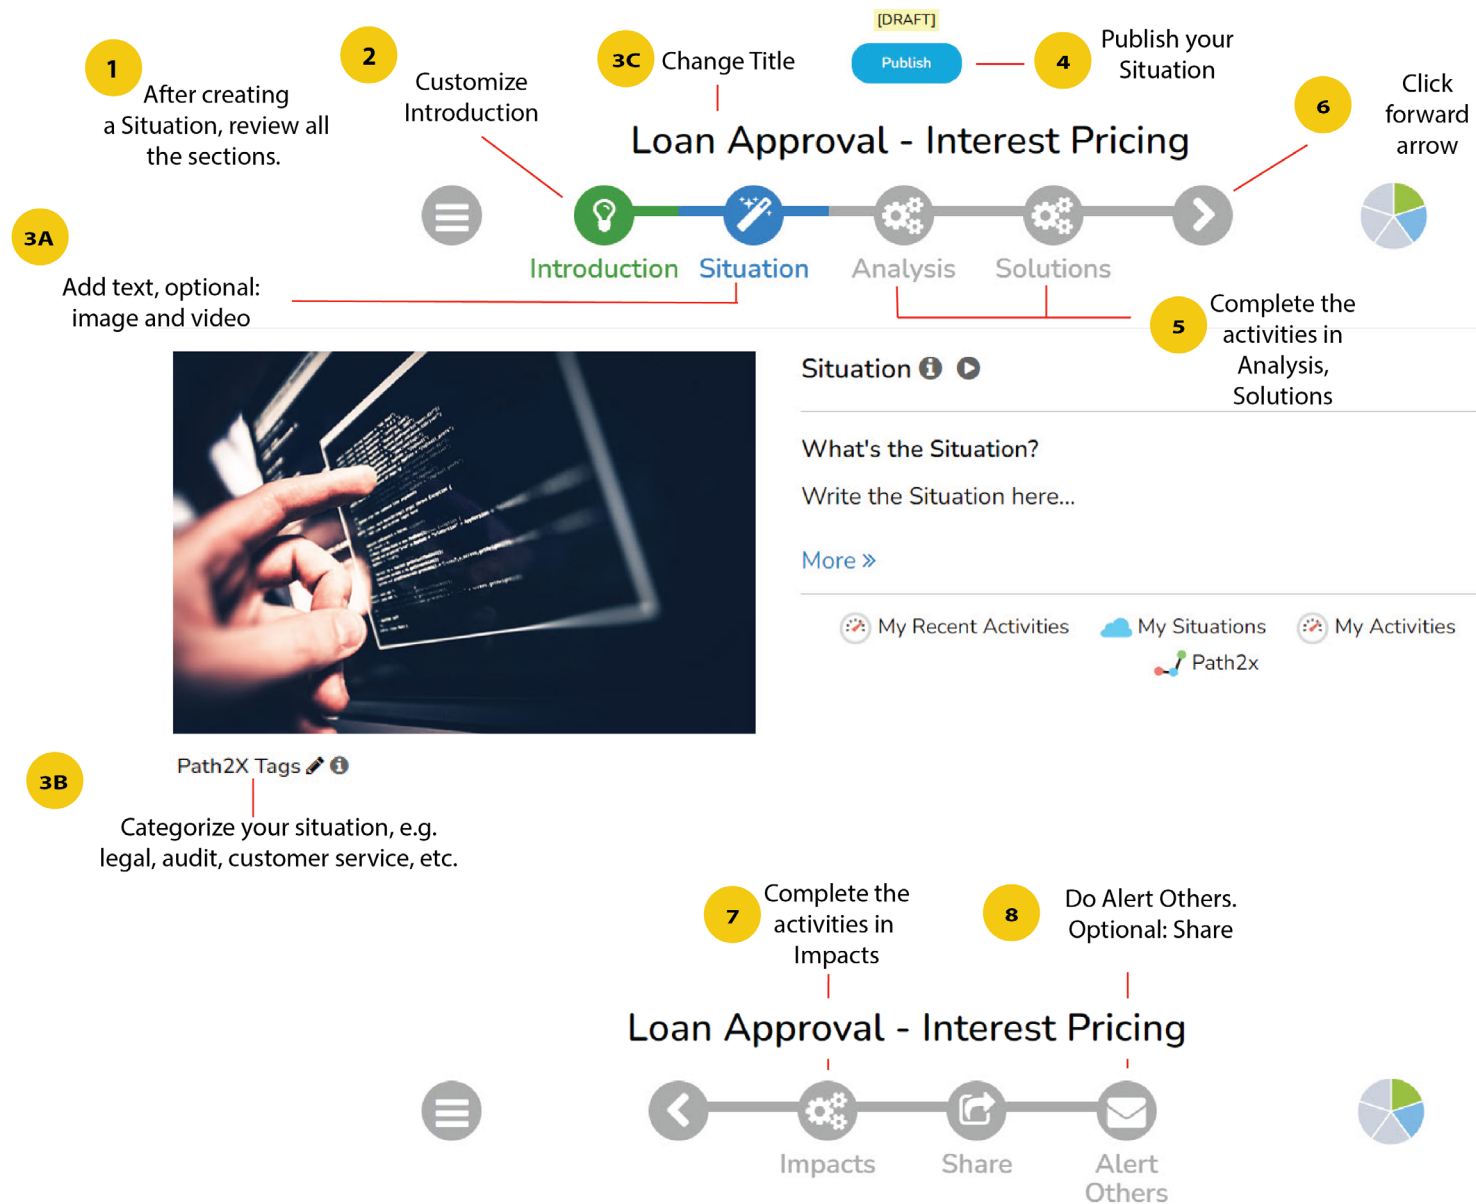 [DRAFT]
Publish
1
After creating
a Situation, review all
the sections.
2
Customize
Introduction
3C
Change Title
4
Publish your
Situation
6
Click
forward
arrow
Loan Approval - Interest Pricing
Introduction
Situation
Analysis
Solutions
3A
Add text, optional:
image and video
5
Complete the
activities in
Analysis,
Solutions
Situation
What's the Situation?
Write the Situation here...
More »
My Recent Activities
My Situations
My Activities
Path2x
3B
Path2X Tags
Categorize your situation, e.g.
legal, audit, customer service, etc.
7
Complete the
activities in
Impacts
8
Do Alert Others.
Optional: Share
Loan Approval - Interest Pricing
Impacts
Share
Alert
Others